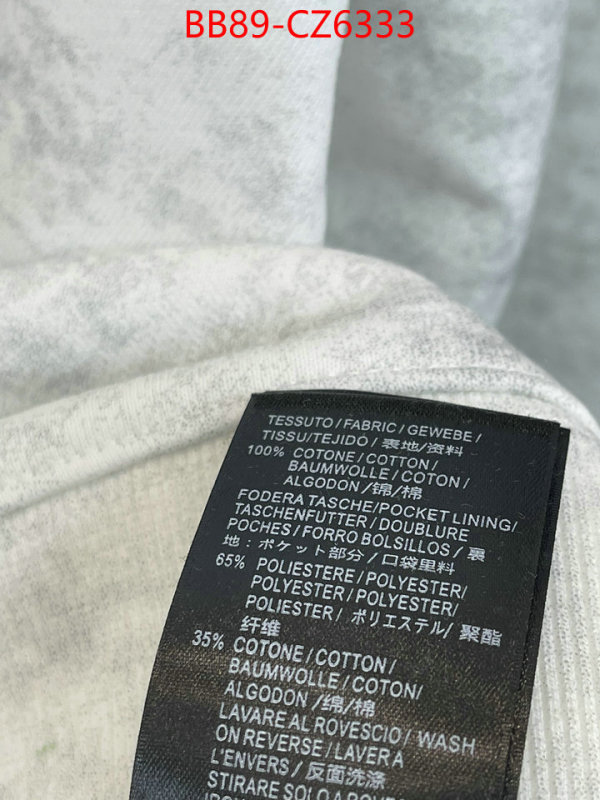 BB89-CZ6333
TESSUTO/FABRIC/GEWEBE/
TISSU/TEJIDO/表地/资料
100% COTONE/COTTON/
BAUMWOLLE/COTON/
ALGODON/锦/棉
FODERA TASCHE/POCKET LINING/
TASCHENFUTTER/DOUBLURE
POCHES/FORRO BOLSILLOS/裏
地:ポケット部分/口袋里料
65% POLIESTERE/POLYESTER/
POLYESTER/POLYESTER/
POLIESTER/ポリエステル/聚酯
纤维
35% COTONE/COTTON/
BAUMWOLLE/COTON/
ALGODON/绵/棉
LAVARE AL ROVESCIO/WASH
ON REVERSE/LAVER A
L'ENVERS/反面洗涤
STIRARE SOLO A